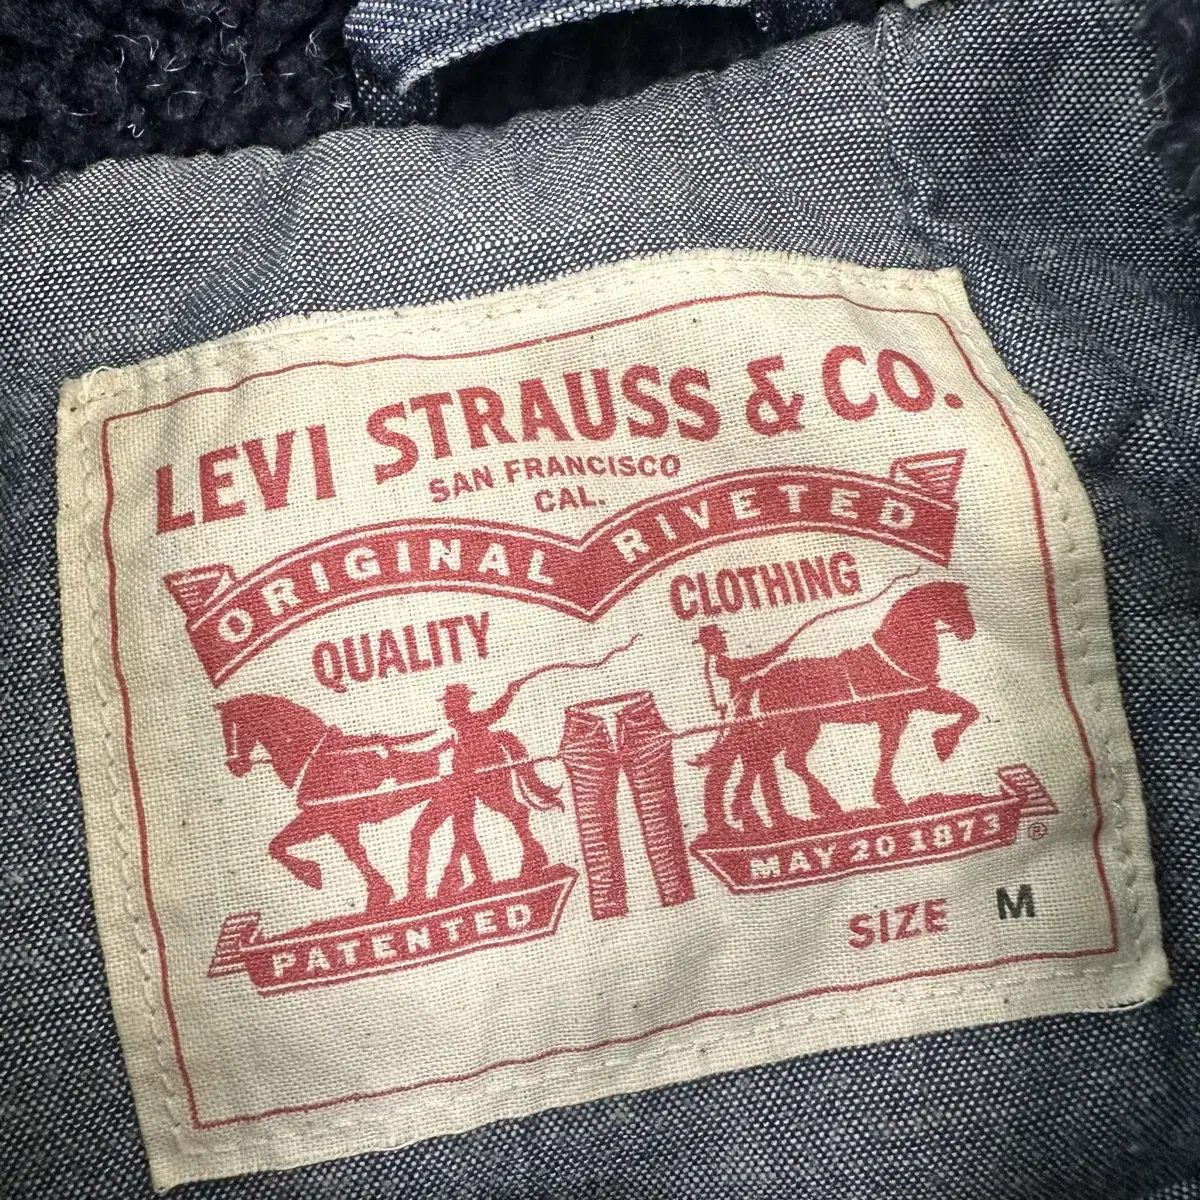 LEVI STRAUSS & CO.
SAN FRANCISCO
CAL.
ORIGINAL RIVETED
QUALITY CLOTHING
PATENTED MAY 20 1873 ®
SIZE M